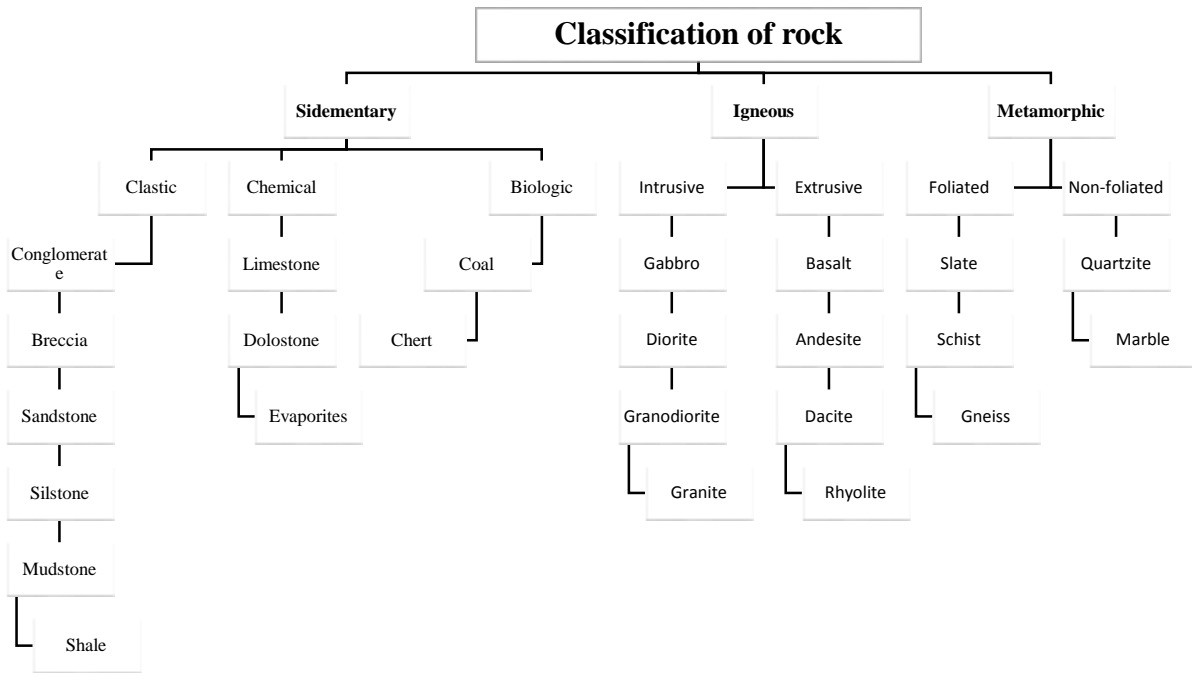 Classification of rock
Sidementary
Igneous
Metamorphic
Clastic
Chemical
Biologic
Intrusive
Extrusive
Foliated
Non-foliated
Conglomerat
e
Limestone
Coal
Gabbro
Basalt
Slate
Quartzite
Breccia
Dolostone
Chert
Diorite
Andesite
Schist
Marble
Sandstone
Evaporites
Granodiorite
Dacite
Gneiss
Silstone
Granite
Rhyolite
Mudstone
Shale